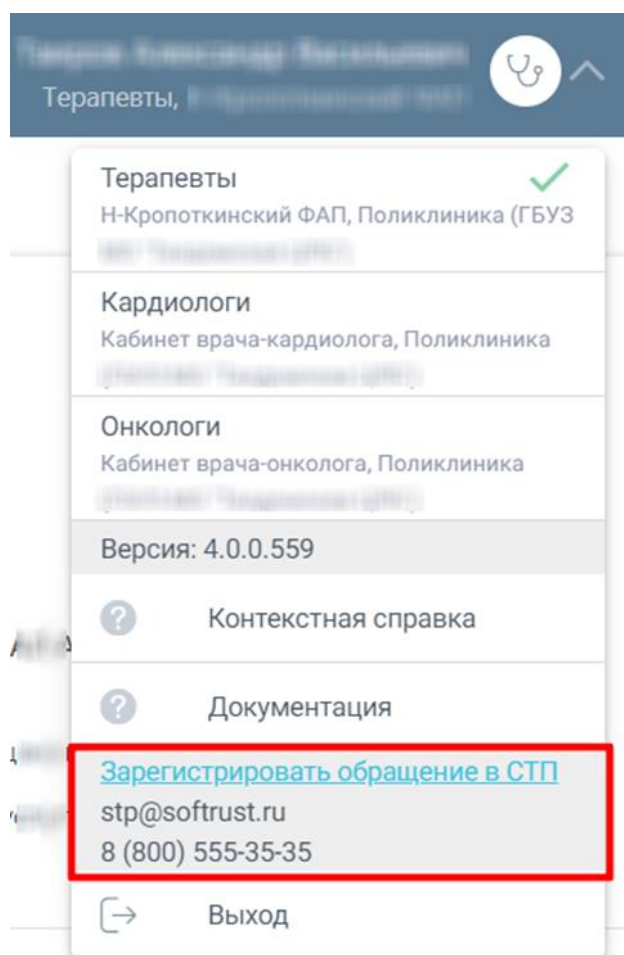 Терапевты,
Терапевты
Н-Кропоткинский ФАП, Поликлиника (ГБУЗ
Кардиологи
Кабинет врача-кардиолога, Поликлиника
Онкологи
Кабинет врача-онколога, Поликлиника
Версия: 4.0.0.559
Контекстная справка
Документация
Зарегистрировать обращение в СТП
stp@softrust.ru
8 (800) 555-35-35
Выход